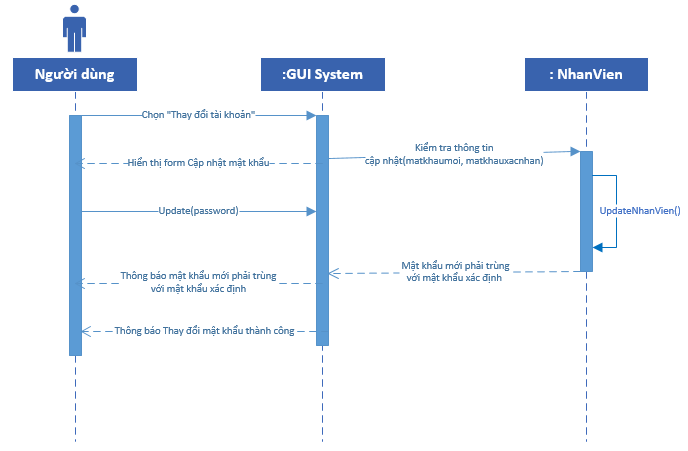 Người dùng
:GUI System
: NhanVien
Chọn "Thay đổi tài khoản"
Kiểm tra thông tin
cập nhật(matkhaumoi, matkhauxacnhan)
Hiển thị form Cập nhật mật khẩu
Update(password)
UpdateNhanVien()
Mật khẩu mới phải trùng
với mật khẩu xác định
Thông báo mật khẩu mới phải trùng
với mật khẩu xác định
Thông báo Thay đổi mật khẩu thành công